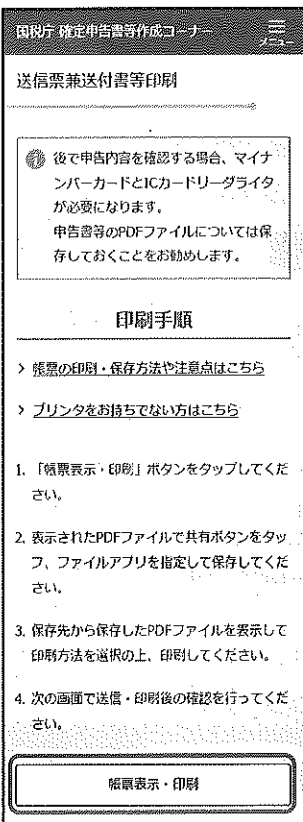 国税庁 確定申告書等作成コーナー
メニュー
送信票兼送付書等印刷
後で申告内容を確認する場合、マイナ
ンバーカードとICカードリーダライタ
が必要になります。
申告書等のPDFファイルについては保
存しておくことをお勧めします。
印刷手順
> 帳票の印刷・保存方法や注意点はこちら
> プリンタをお持ちでない方はこちら
1. 「帳票表示・印刷」ボタンをタップしてくだ
さい。
2. 表示されたPDFファイルで共有ボタンをタッ
プ、ファイルアプリを指定して保存してくだ
さい。
3. 保存先から保存したPDFファイルを表示して
印刷方法を選択の上、印刷してください。
4. 次の画面で送信・印刷後の確認を行ってくだ
さい。
帳票表示・印刷